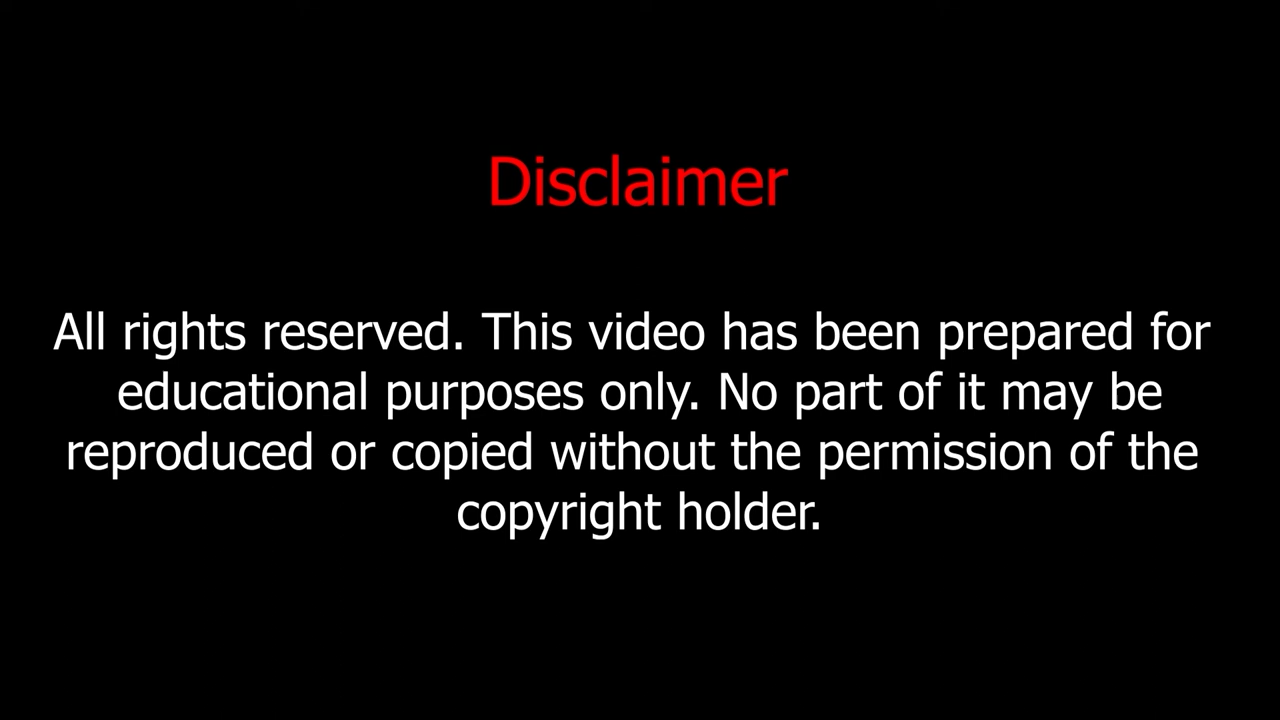 Disclaimer
All rights reserved. This video has been prepared for
educational purposes only. No part of it may be
reproduced or copied without the permission of the
copyright holder.